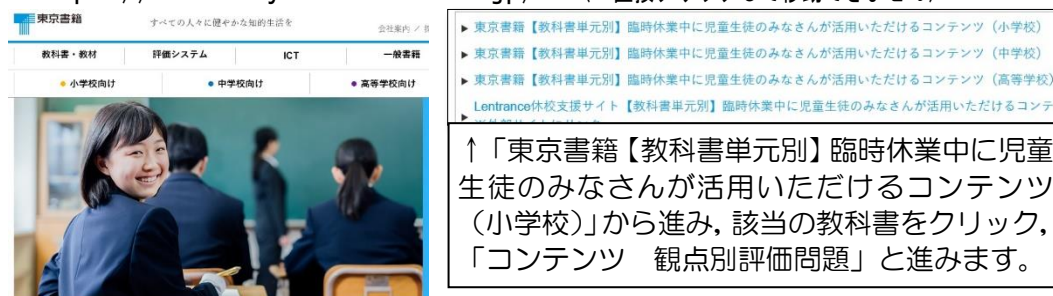 東京書籍
すべての人々に健やかな知的生活を
会社案内 /
教科書・教材 評価システム ICT 一般書籍
小学校向け 中学校向け 高等学校向け
▶ 東京書籍【教科書単元別】臨時休業中に児童生徒のみなさんが活用いただけるコンテンツ（小学校）
▶ 東京書籍【教科書単元別】臨時休業中に児童生徒のみなさんが活用いただけるコンテンツ（中学校）
▶ 東京書籍【教科書単元別】臨時休業中に児童生徒のみなさんが活用いただけるコンテンツ（高等学校）
Lentrance休校支援サイト【教科書単元別】臨時休業中に児童生徒のみなさんが活用いただけるコンテ
↑「東京書籍【教科書単元別】臨時休業中に児童
生徒のみなさんが活用いただけるコンテンツ
（小学校）」から進み，該当の教科書をクリック，
「コンテンツ　観点別評価問題」と進みます。